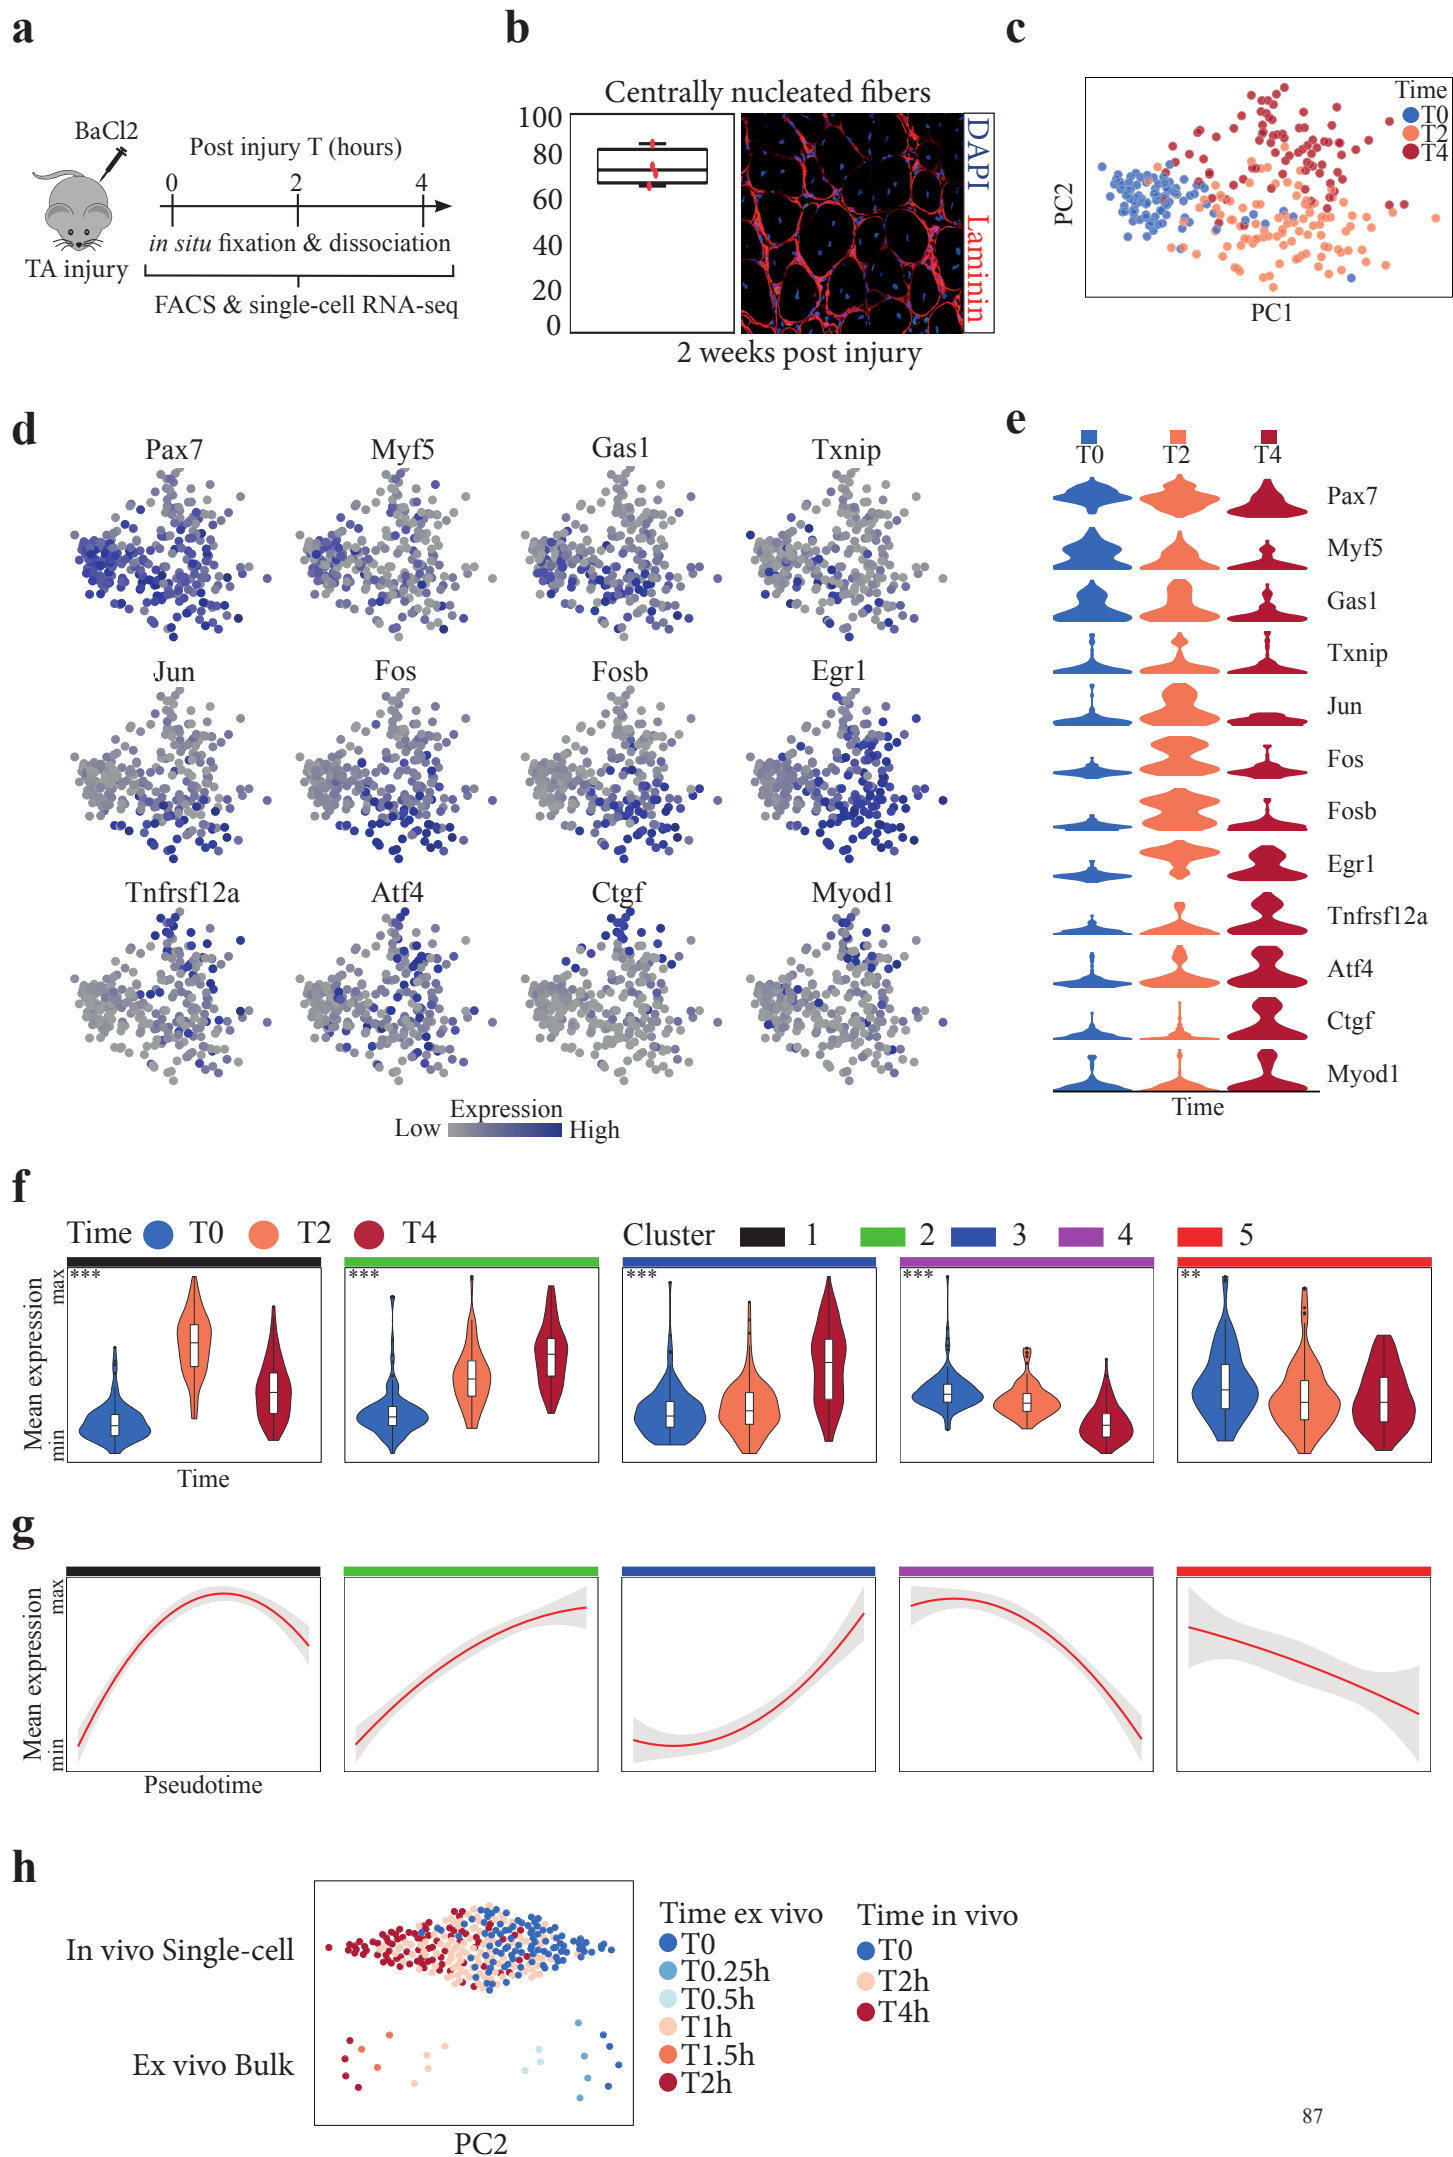 a
BaCl2
Post injury T (hours)
0 2 4
in situ fixation & dissociation
TA injury
FACS & single-cell RNA-seq
b
Centrally nucleated fibers
100
80
60
40
20
0
DAPI Laminin
2 weeks post injury
c
Time
T0
T2
T4
PC2
PC1
d
Pax7 Myf5 Gas1 Txnip
Jun Fos Fosb Egr1
Tnfrsf12a Atf4 Ctgf Myod1
Expression
Low High
e
T0 T2 T4
Pax7
Myf5
Gas1
Txnip
Jun
Fos
Fosb
Egr1
Tnfrsf12a
Atf4
Ctgf
Myod1
Time
f
Time T0 T2 T4 Cluster 1 2 3 4 5
*** *** *** *** **
Mean expression
min max
Time
g
Mean expression
min max
Pseudotime
h
In vivo Single-cell
Ex vivo Bulk
PC2
Time ex vivo
T0
T0.25h
T0.5h
T1h
T1.5h
T2h
Time in vivo
T0
T2h
T4h
87